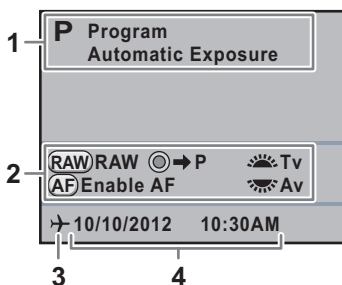 1
P Program
Automatic Exposure
2
RAW RAW P Tv
AF Enable AF Av
10/10/2012 10:30AM
3 4